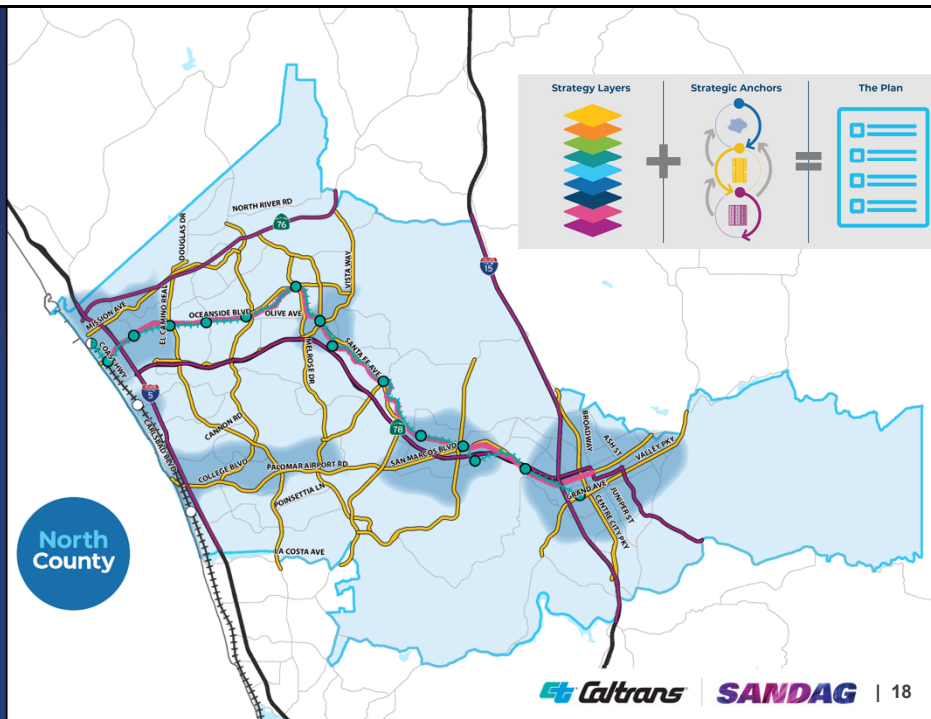 Strategy Layers
Strategic Anchors
The Plan
NORTH RIVER RD
76
DOUGLAS DR
VISTA WAY
15
MISSION AVE
EL CAMINO REAL
OCEANSIDE BLVD
OLIVE AVE
COAST HWY
MELROSE DR
SANTA FE AVE
5
CARLSBAD BLVD
CANNON RD
78
BROADWAY
ASH ST
VALLEY PKY
COLLEGE BLVD
PALOMAR AIRPORT RD
SAN MARCOS BLVD
POINSETTIA LN
GRAND AVE
JUNIPER ST
CENTRE CITY PKY
LA COSTA AVE
North
County
ct Caltrans
SANDAG
| 18